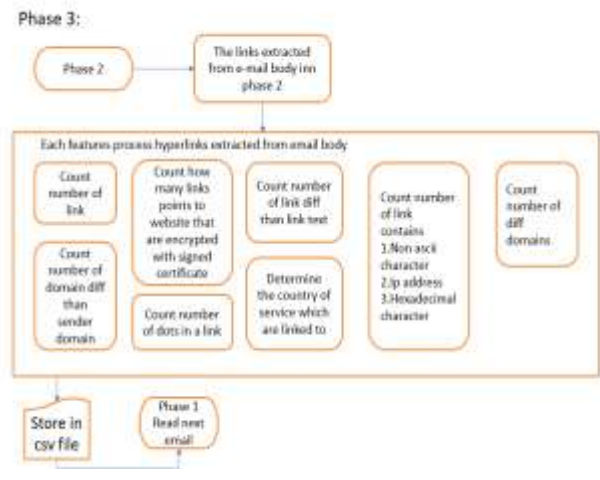 Phase 3:
Phase 2
The links extracted
from e-mail body inn
phase 2
Each features process hyperlinks extracted from email body
Count
number of
link
Count
number of
domain diff
than
sender
domain
Count how
many links
points to
website that
are encrypted
with signed
certificate
Count number
of dots in a link
Count number
of link diff
than link text
Determine
the country of
service which
are linked to
Count number
of link
contains
1.Non ascii
character
2.Ip address
3.Hexadecimal
character
Count
number of
diff
domains
Store in
csv file
Phase 1
Read next
email